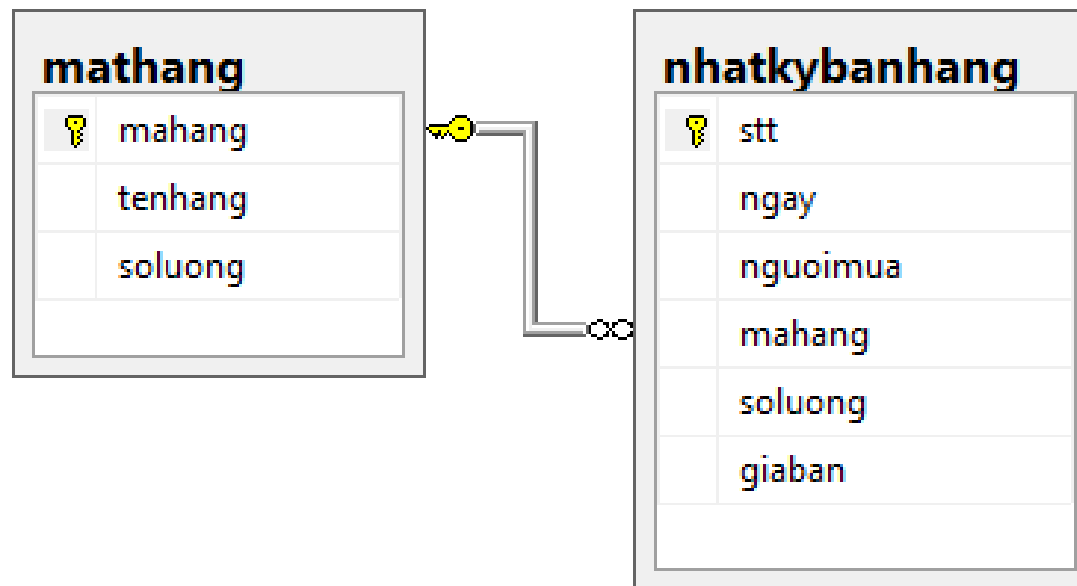 mathang
mahang
tenhang
soluong
nhatkybanhang
stt
ngay
nguoimua
mahang
soluong
giaban